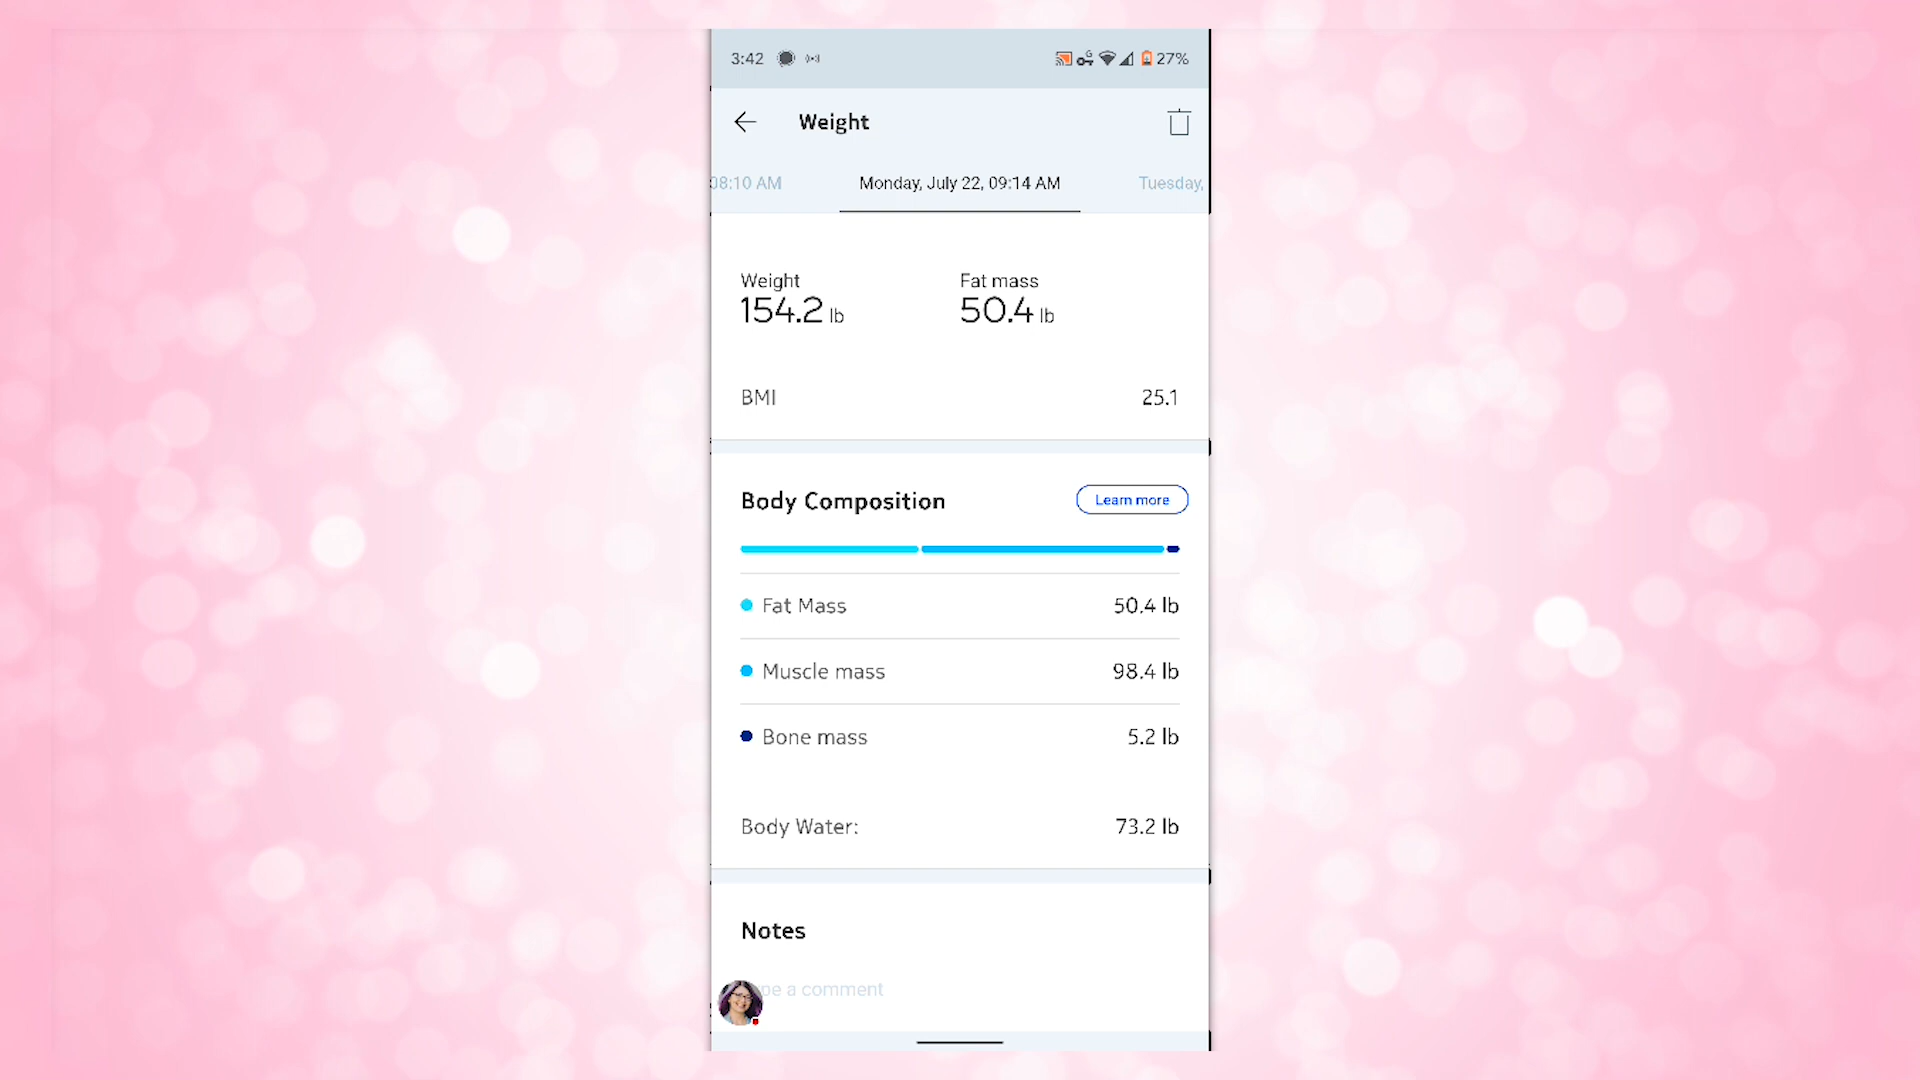 3:42 27%
Weight
08:10 AM Monday, July 22, 09:14 AM Tuesday,
Weight Fat mass
154.2 lb 50.4 lb
BMI 25.1
Body Composition Learn more
Fat Mass 50.4 lb
Muscle mass 98.4 lb
Bone mass 5.2 lb
Body Water: 73.2 lb
Notes
pe a comment